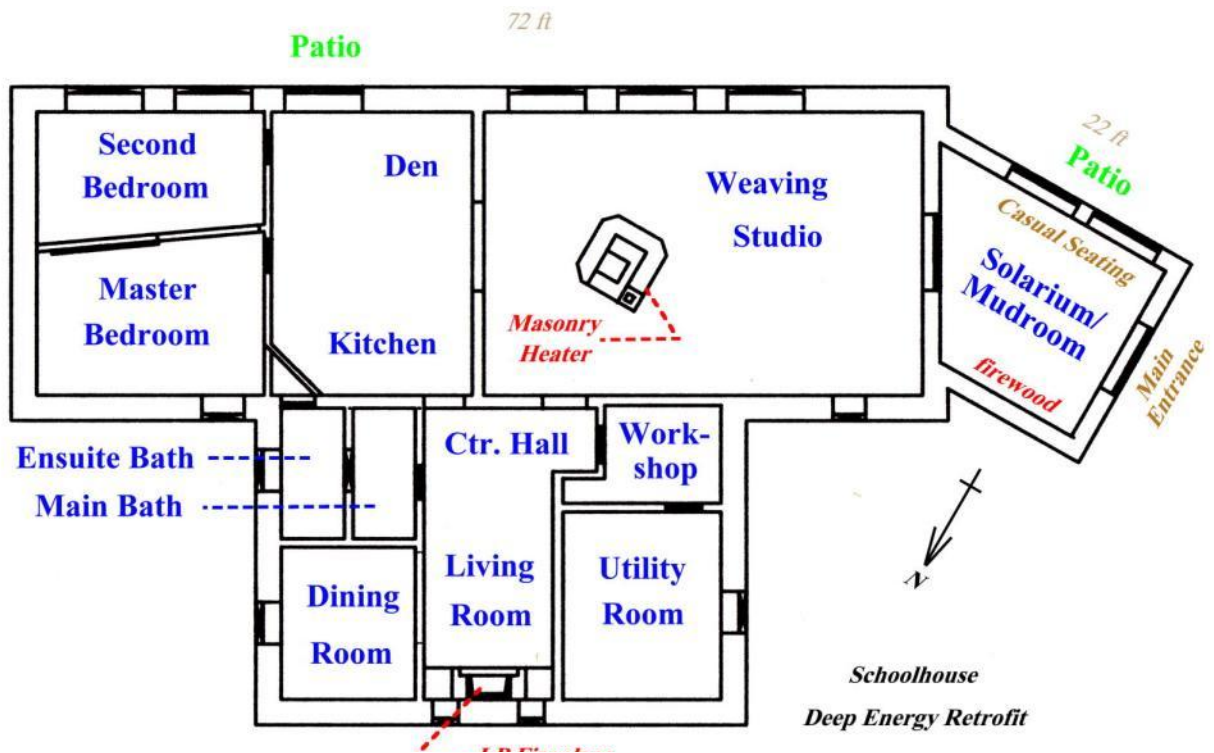 72 ft
Patio
22 ft
Patio
Second
Bedroom
Den
Weaving
Studio
Casual Seating
Solarium/
Mudroom
Master
Bedroom
Kitchen
Masonry
Heater
firewood
Main
Entrance
Ensuite Bath
Main Bath
Ctr. Hall
Work-
shop
Dining
Room
Living
Room
Utility
Room
N
Schoolhouse
Deep Energy Retrofit